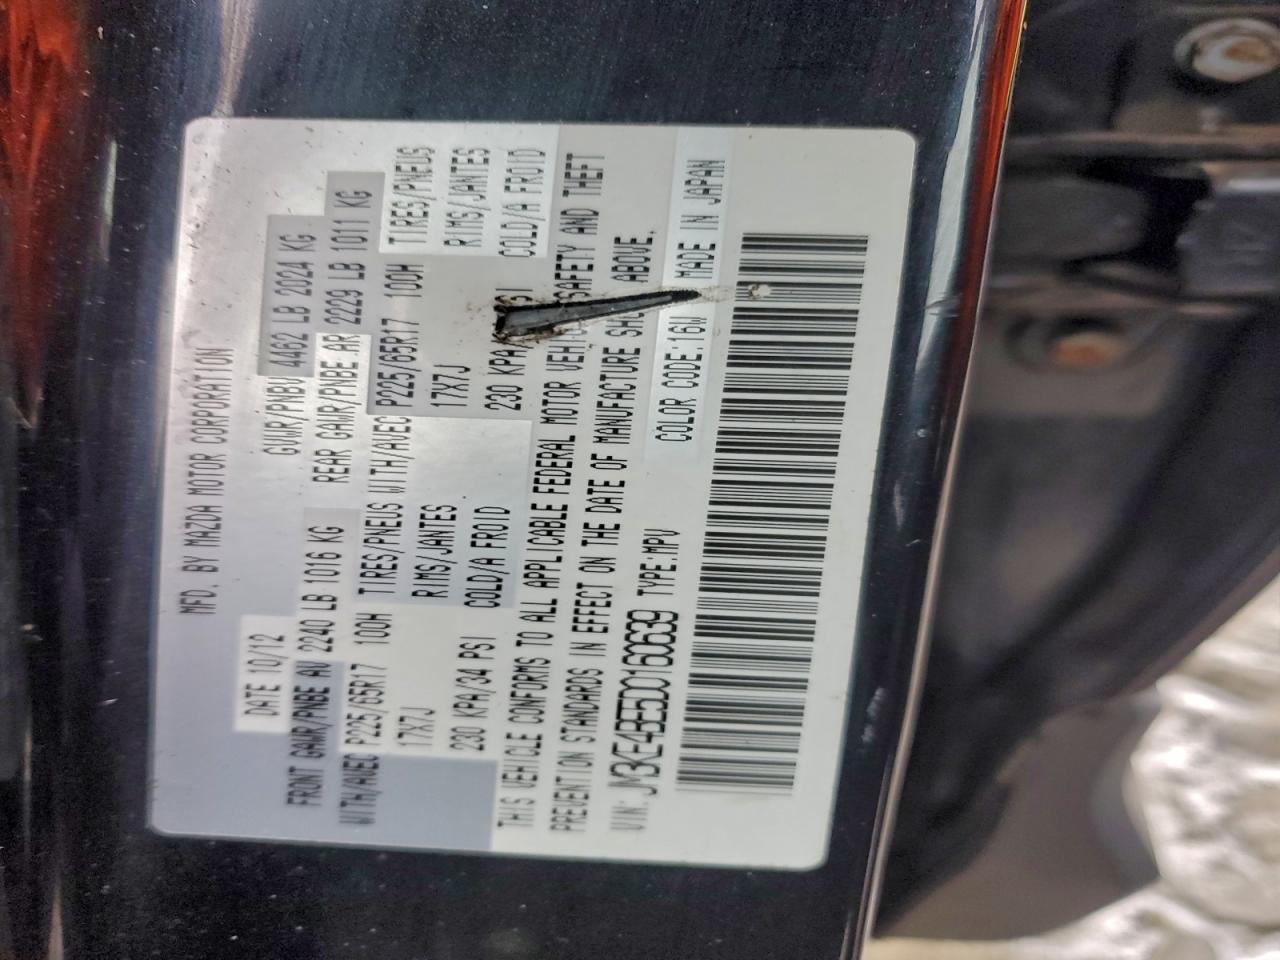 MFD. BY MAZDA MOTOR CORPORATION
DATE 10/12 GVWR/PNBV 4462 LB 2024 KG
FRONT GAWR/PNBE AV 2240 LB 1016 KG REAR GAWR/PNBE AR 2229 LB 1011 KG
WITH/AVEC P225/65R17 100H TIRES/PNEUS WITH/AVEC P225/65R17 100H TIRES/PNEUS
17X7J RIMS/JANTES 17X7J RIMS/JANTES
230 KPA/34 PSI COLD/A FROID 230 KPA SI COLD/A FROID
THIS VEHICLE CONFORMS TO ALL APPLICABLE FEDERAL MOTOR VEH SAFETY AND THEFT
PREVENTION STANDARDS IN EFFECT ON THE DATE OF MANUFACTURE SHO ABOVE.
VIN: JM3KE4BE5D0160639 TYPE:MPV COLOR CODE:16W MADE IN JAPAN